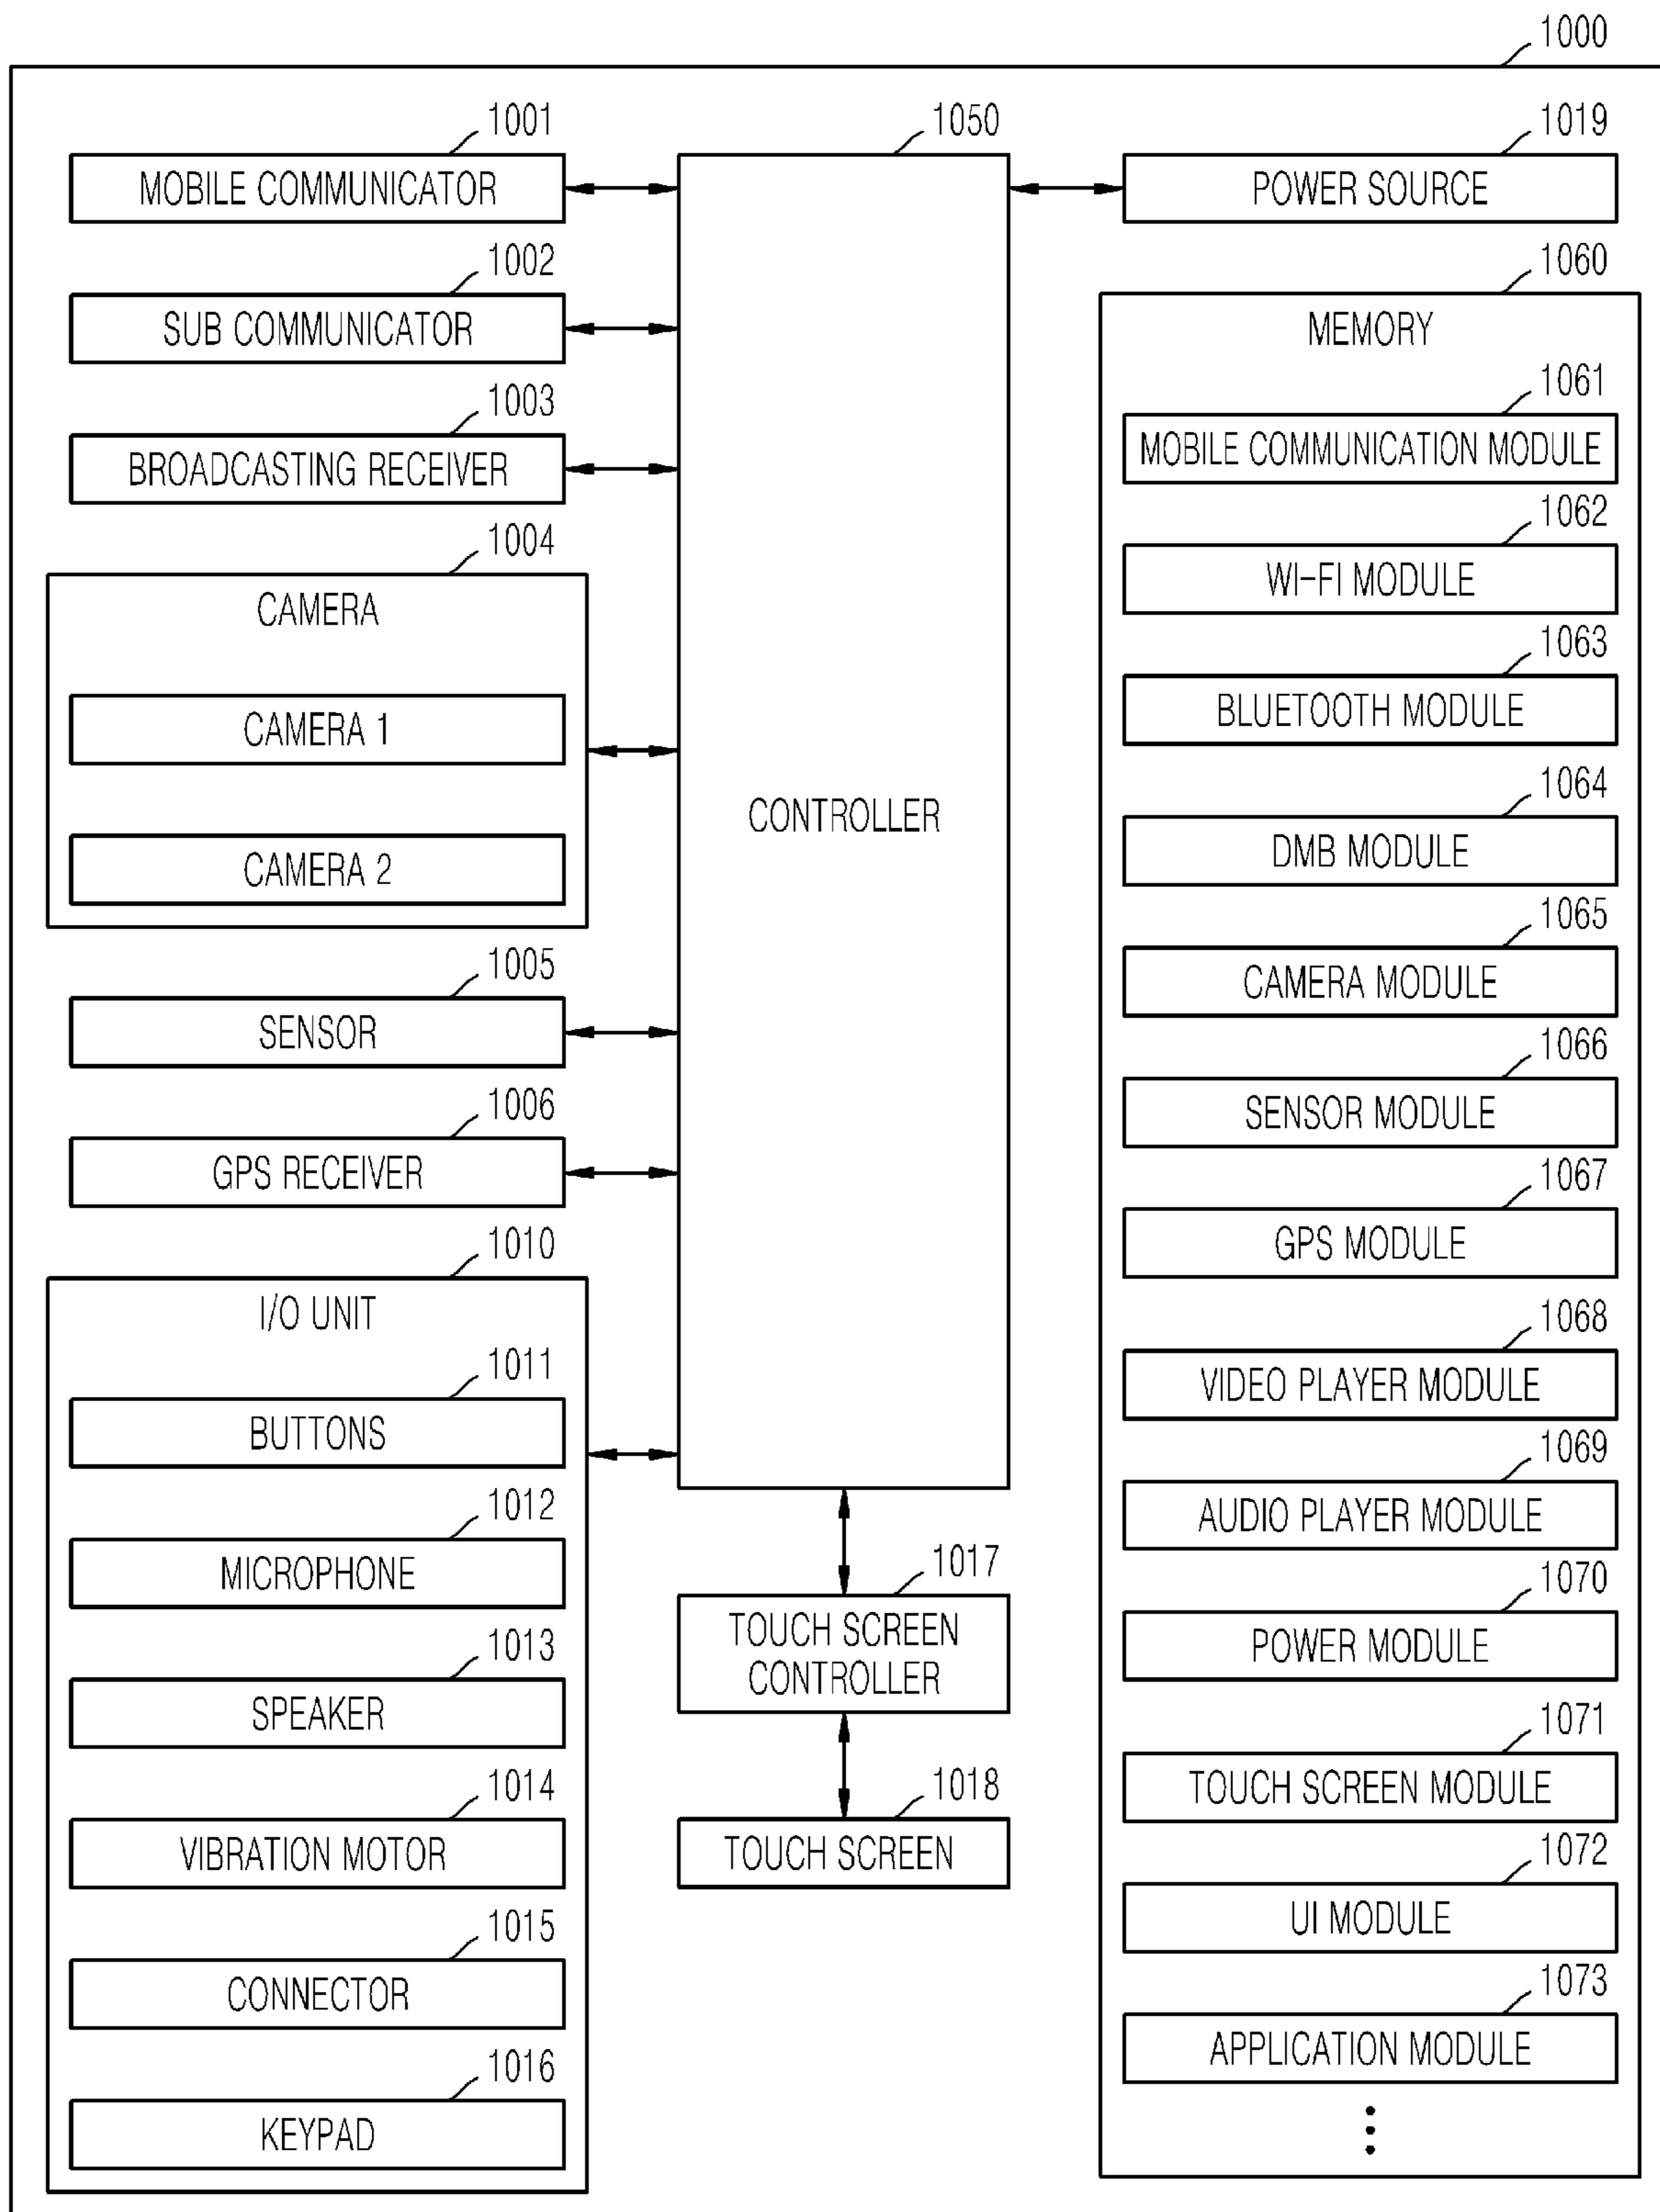 1000
1001
MOBILE COMMUNICATOR
1002
SUB COMMUNICATOR
1003
BROADCASTING RECEIVER
1004
CAMERA
CAMERA 1
CAMERA 2
1005
SENSOR
1006
GPS RECEIVER
1010
I/O UNIT
1011
BUTTONS
1012
MICROPHONE
1013
SPEAKER
1014
VIBRATION MOTOR
1015
CONNECTOR
1016
KEYPAD
1050
CONTROLLER
1017
TOUCH SCREEN
CONTROLLER
1018
TOUCH SCREEN
1019
POWER SOURCE
1060
MEMORY
1061
MOBILE COMMUNICATION MODULE
1062
WI-FI MODULE
1063
BLUETOOTH MODULE
1064
DMB MODULE
1065
CAMERA MODULE
1066
SENSOR MODULE
1067
GPS MODULE
1068
VIDEO PLAYER MODULE
1069
AUDIO PLAYER MODULE
1070
POWER MODULE
1071
TOUCH SCREEN MODULE
1072
UI MODULE
1073
APPLICATION MODULE